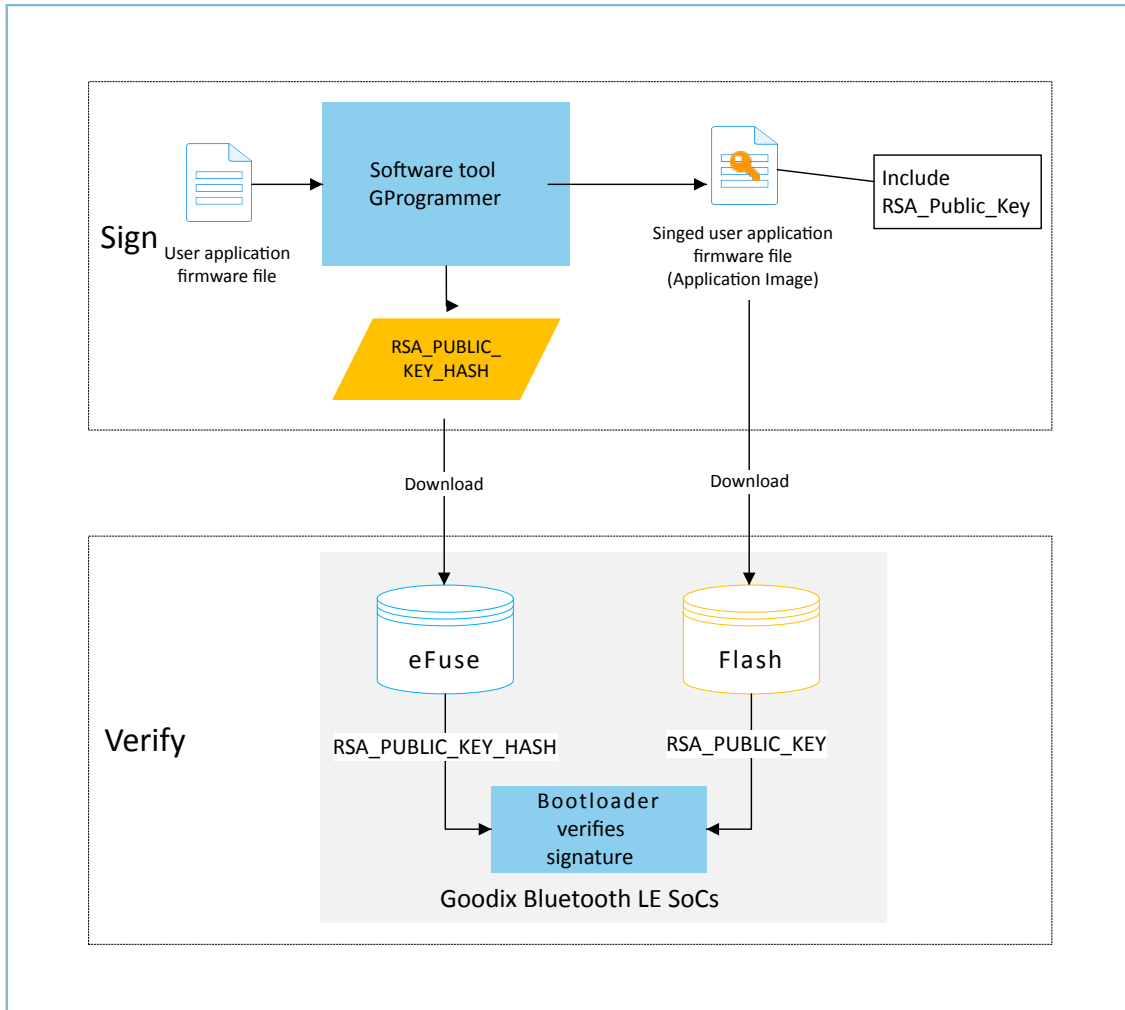 Sign
User application
firmware file
Software tool
GProgrammer
Singed user application
firmware file
(Application Image)
Include
RSA_Public_Key
RSA_PUBLIC_
KEY_HASH
Download
Download
Verify
eFuse
Flash
RSA_PUBLIC_KEY_HASH
RSA_PUBLIC_KEY
Bootloader
verifies
signature
Goodix Bluetooth LE SoCs